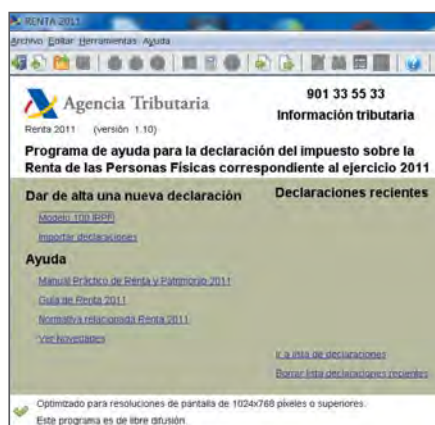 RENTA 2011
Archivo Editar Herramientas Ayuda
Agencia Tributaria
901 33 55 33
Información tributaria
Renta 2011 (versión 1.10)
Programa de ayuda para la declaración del impuesto sobre la
Renta de las Personas Físicas correspondiente al ejercicio 2011
Dar de alta una nueva declaración
Declaraciones recientes
Modelo 100 IRPF
Importar declaraciones
Ayuda
Manual Práctico de Renta y Patrimonio 2011
Guía de Renta 2011
Normativa relacionada Renta 2011
Ver Novedades
Ir a lista de declaraciones
Borrar lista declaraciones recientes
Optimizado para resoluciones de pantalla de 1024x768 píxeles o superiores.
Este programa es de libre difusión